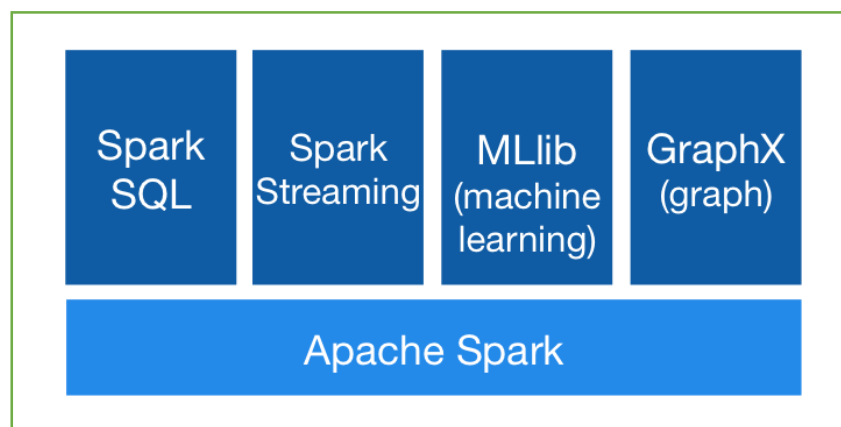 Spark
SQL
Spark
Streaming
MLlib
(machine
learning)
GraphX
(graph)
Apache Spark